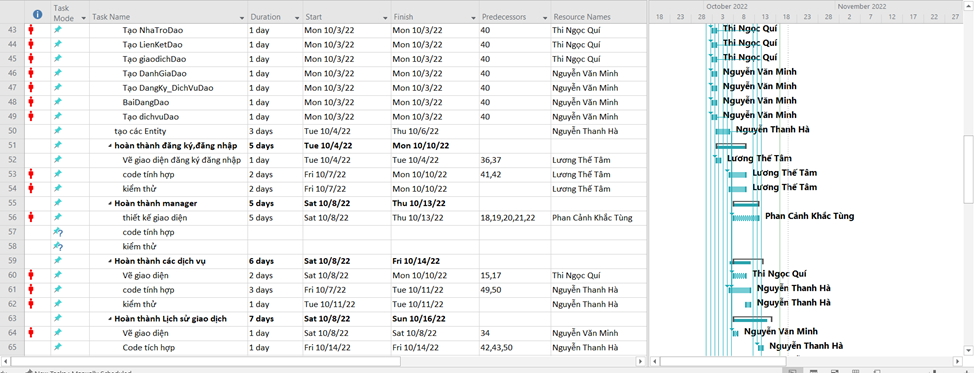 October 2022 November 2022
Task Mode Task Name Duration Start Finish Predecessors Resource Names 18 23 28 3 8 13 18 23 28 2 7 12 17 22 27
43 Tạo NhaTroDao 1 day Mon 10/3/22 Mon 10/3/22 40 Thi Ngọc Quí Thi Ngọc Quí
44 Tạo LienKetDao 1 day Mon 10/3/22 Mon 10/3/22 40 Thi Ngọc Quí Thi Ngọc Quí
45 Tạo giaodichDao 1 day Mon 10/3/22 Mon 10/3/22 40 Thi Ngọc Quí Thi Ngọc Quí
46 Tạo DanhGiaDao 1 day Mon 10/3/22 Mon 10/3/22 40 Nguyễn Văn Minh Nguyễn Văn Minh
47 Tạo DangKy_DichVuDao 1 day Mon 10/3/22 Mon 10/3/22 40 Nguyễn Văn Minh Nguyễn Văn Minh
48 BaiDangDao 1 day Mon 10/3/22 Mon 10/3/22 40 Nguyễn Văn Minh Nguyễn Văn Minh
49 Tạo dichvuDao 1 day Mon 10/3/22 Mon 10/3/22 40 Nguyễn Văn Minh Nguyễn Văn Minh
50 tạo các Entity 3 days Tue 10/4/22 Thu 10/6/22 Nguyễn Thanh Hà Nguyễn Thanh Hà
51 hoàn thành đăng ký,đăng nhập 5 days Tue 10/4/22 Mon 10/10/22
52 Vẽ giao diện đăng ký đăng nhập 1 day Tue 10/4/22 Tue 10/4/22 36,37 Lương Thế Tâm Lương Thế Tâm
53 code tính hợp 2 days Fri 10/7/22 Mon 10/10/22 41,42 Lương Thế Tâm Lương Thế Tâm
54 kiểm thử 2 days Fri 10/7/22 Mon 10/10/22 Lương Thế Tâm Lương Thế Tâm
55 Hoàn thành manager 5 days Sat 10/8/22 Thu 10/13/22
56 thiết kế giao diện 5 days Sat 10/8/22 Thu 10/13/22 18,19,20,21,22 Phan Cảnh Khắc Tùng Phan Cảnh Khắc Tùng
57 code tính hợp
58 kiểm thử
59 Hoàn thành các dịch vụ 6 days Sat 10/8/22 Fri 10/14/22
60 Vẽ giao diện 2 days Sat 10/8/22 Mon 10/10/22 15,17 Thi Ngọc Quí Thi Ngọc Quí
61 code tính hợp 3 days Fri 10/7/22 Tue 10/11/22 49,50 Nguyễn Thanh Hà Nguyễn Thanh Hà
62 kiểm thử 1 day Tue 10/11/22 Tue 10/11/22 Nguyễn Thanh Hà Nguyễn Thanh Hà
63 Hoàn thành Lịch sử giao dịch 7 days Sat 10/8/22 Sun 10/16/22
64 Vẽ giao diện 1 day Sat 10/8/22 Sat 10/8/22 34 Nguyễn Văn Minh Nguyễn Văn Minh
65 Code tích hợp 1 day Fri 10/14/22 Fri 10/14/22 42,43,50 Nguyễn Thanh Hà Nguyễn Thanh Hà